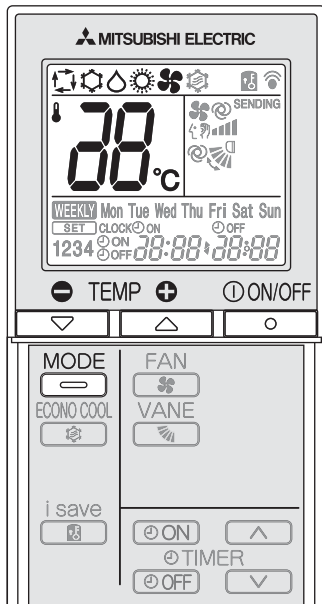 MITSUBISHI ELECTRIC
SENDING
88°C
WEEKLY Mon Tue Wed Thu Fri Sat Sun
SET CLOCK ON OFF
1234 ON OFF 88:88 88:88
TEMP ON/OFF
MODE FAN
ECONO COOL VANE
i save
ON
TIMER
OFF